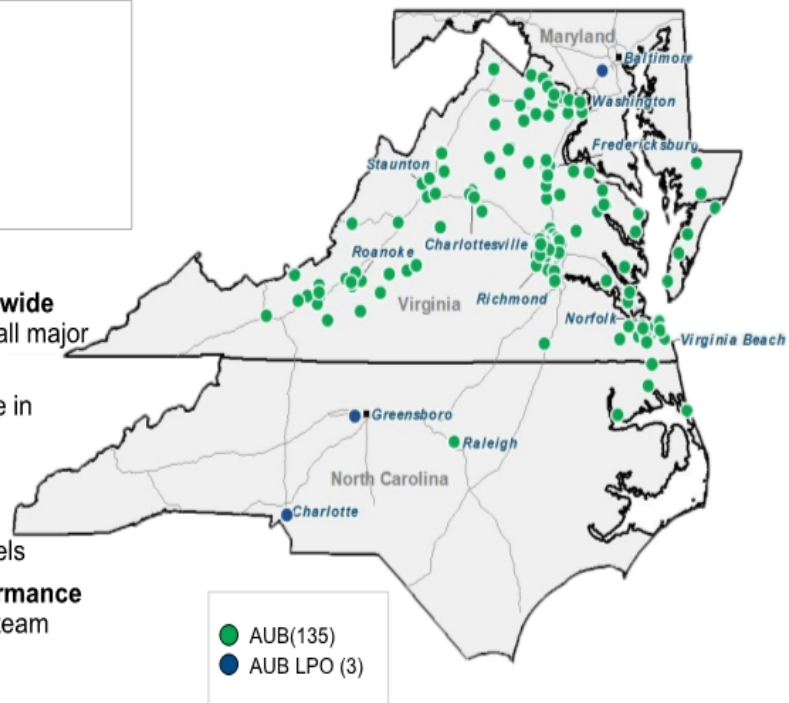 Maryland
Baltimore
Washington
Fredericksburg
Staunton
Charlottesville
Roanoke
Virginia
Richmond
Norfolk
Virginia Beach
wide
all major
e in
els
rmance
team
Greensboro
Raleigh
North Carolina
Charlotte
AUB(135)
AUB LPO (3)